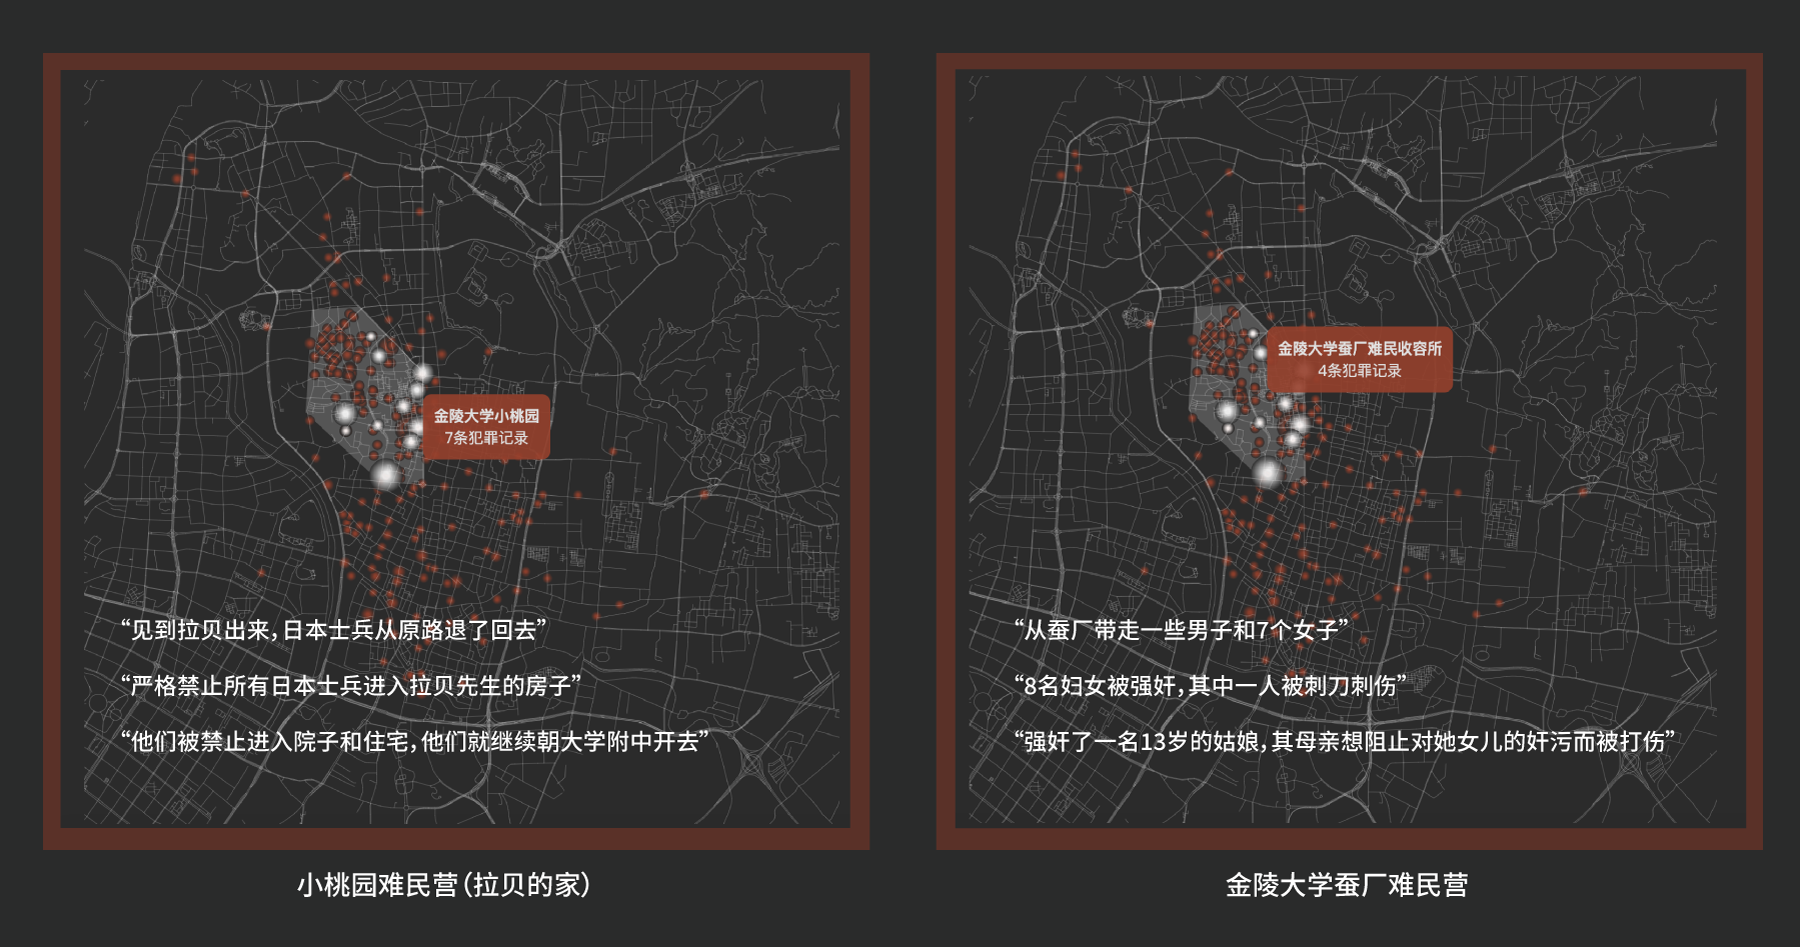 金陵大学小桃园
7条犯罪记录
“见到拉贝出来，日本士兵从原路退了回去”
“严格禁止所有日本士兵进入拉贝先生的房子”
“他们被禁止进入院子和住宅，他们就继续朝大学附中开去”
小桃园难民营（拉贝的家）
金陵大学蚕厂难民收容所
4条犯罪记录
“从蚕厂带走一些男子和7个女子”
“8名妇女被强奸，其中一人被刺刀刺伤”
“强奸了一名13岁的姑娘，其母亲想阻止对她女儿的奸污而被打伤”
金陵大学蚕厂难民营